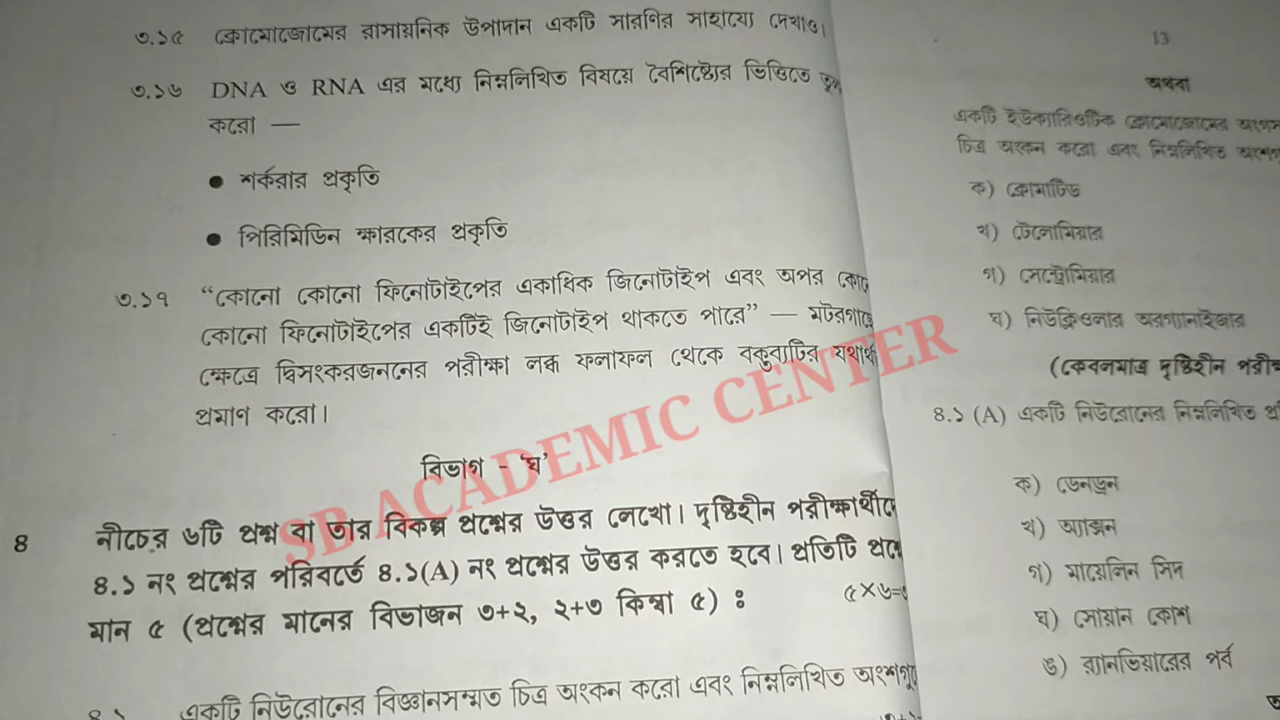 ৩.১৫ ক্রোমোজোমের রাসায়নিক উপাদান একটি সারণির সাহায্যে দেখাও।
৩.১৬ DNA ও RNA এর মধ্যে নিম্নলিখিত বিষয়ে বৈশিষ্ট্যের ভিত্তিতে
করো —
● শর্করার প্রকৃতি
● পিরিমিডিন ক্ষারকের প্রকৃতি
৩.১৭ “কোনো কোনো ফিনোটাইপের একাধিক জিনোটাইপ এবং অপর
কোনো ফিনোটাইপের একটিই জিনোটাইপ থাকতে পারে” —
ক্ষেত্রে দ্বিসংকরজননের পরীক্ষা লব্ধ ফলাফল থেকে বক্তব্যটির
প্রমাণ করো।
বিভাগ - ‘ঘ’
8 নীচের ৬টি প্রশ্ন বা তার বিকল্প প্রশ্নের উত্তর লেখো। দৃষ্টিহীন
৪.১ নং প্রশ্নের পরিবর্তে ৪.১(A) নং প্রশ্নের উত্তর করতে হবে। প্রতিটি
মান ৫ (প্রশ্নের মানের বিভাজন ৩+২, ২+৩ কিম্বা ৫) : ৫×৬=
৪.১ একটি নিউরোনের বিজ্ঞানসম্মত চিত্র অংকন করো এবং নিম্নলিখিত
13
অথবা
একটি ইউক্যারিওটিক ক্রোমোজোমের
চিত্র অংকন করো এবং নিম্নলিখিত
ক) ক্রোমাটিড
খ) টেলোমিয়ার
গ) সেন্ট্রোমিয়ার
ঘ) নিউক্লিওলার অরগ্যানাইজার
(কেবলমাত্র দৃষ্টিহীন
৪.১ (A) একটি নিউরোনের নিম্নলিখিত
ক) ডেনড্রন
খ) অ্যাক্সন
গ) মায়েলিন সিদ
ঘ) সোয়ান কোশ
ঙ) র‍্যানভিয়ারের পর্ব
SB ACADEMIC CENTER